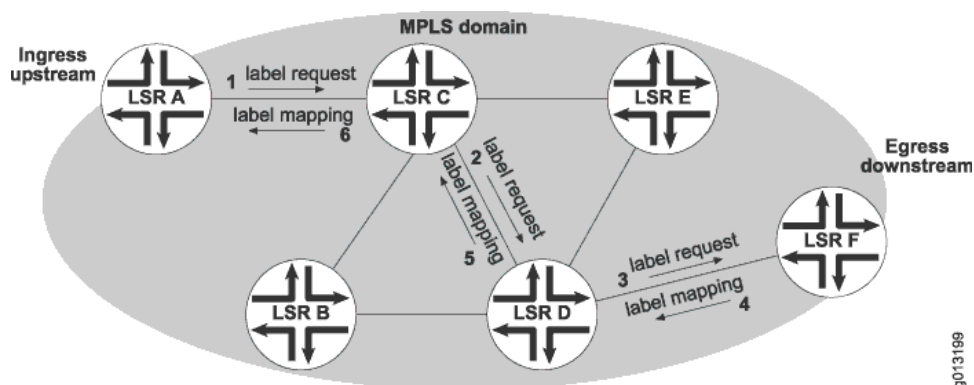 MPLS domain
Ingress
upstream
LSR A
1 label request
label mapping
6
LSR C
LSR E
2 label request
label mapping
5
Egress
downstream
LSR F
3 label request
label mapping 4
LSR B
LSR D
g013199